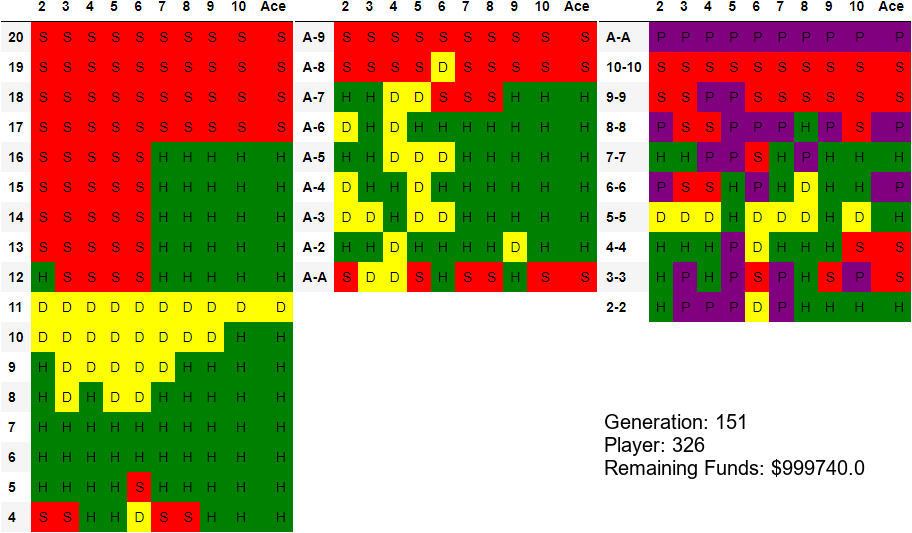 2 3 4 5 6 7 8 9 10 Ace
20 S S S S S S S S S S
19 S S S S S S S S S S
18 S S S S S S S S S S
17 S S S S S S S S S S
16 S S S S S H H H H H
15 S S S S S H H H H H
14 S S S S S H H H H H
13 S S S S S H H H H H
12 H S S S S H H H H H
11 D D D D D D D D D D
10 D D D D D D D D H H
9 H D D D D D H H H H
8 H D H D D H H H H H
7 H H H H H H H H H H
6 H H H H H H H H H H
5 H H H H S H H H H H
4 S S H H D S S H H H
2 3 4 5 6 7 8 9 10 Ace
A-9 S S S S S S S S S S
A-8 S S S S D S S S S S
A-7 H H D D S S S H H H
A-6 D H D H H H H H H H
A-5 H H D D D H H H H H
A-4 D H H D H H H H H H
A-3 D D H D D H H H H H
A-2 H H D H H H H D H H
A-A S D D S H S S H S S
2 3 4 5 6 7 8 9 10 Ace
A-A P P P P P P P P P P
10-10 S S S S S S S S S S
9-9 S S P P S S S S S S
8-8 P S S P P P H P S P
7-7 H H P P S H P H H H
6-6 P S S H P H D H H P
5-5 D D D H D D D H D H
4-4 H H H P D H H H S S
3-3 H P H P S P H S P S
2-2 H P P P D P H H H H
Generation: 151
Player: 326
Remaining Funds: $999740.0